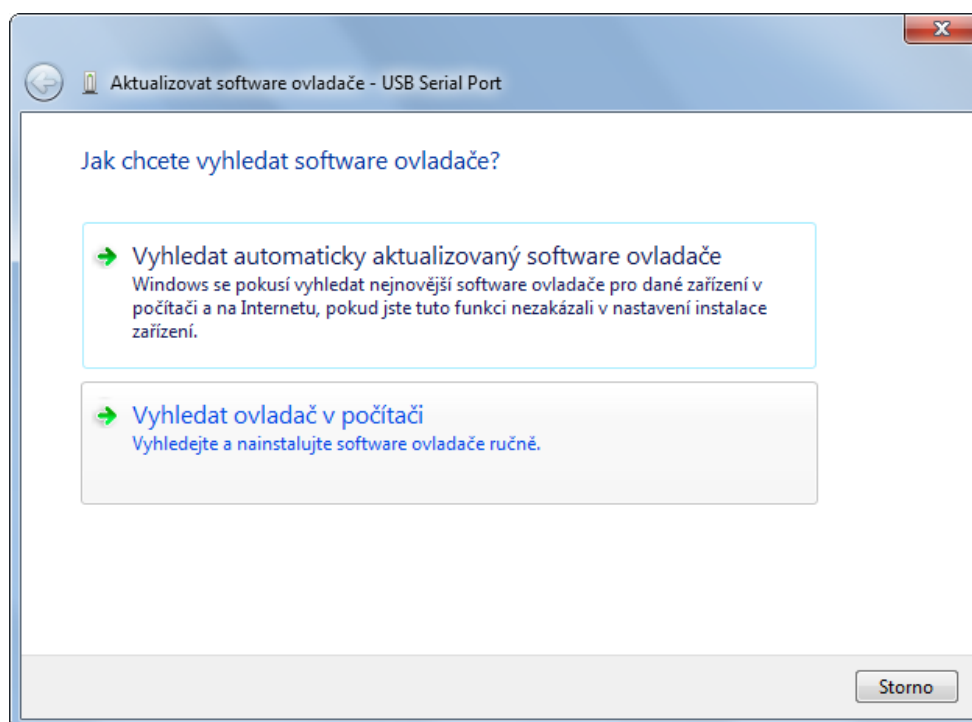 Aktualizovat software ovladače - USB Serial Port
Jak chcete vyhledat software ovladače?
Vyhledat automaticky aktualizovaný software ovladače
Windows se pokusí vyhledat nejnovější software ovladače pro dané zařízení v
počítači a na Internetu, pokud jste tuto funkci nezakázali v nastavení instalace
zařízení.
Vyhledat ovladač v počítači
Vyhledejte a nainstalujte software ovladače ručně.
Storno